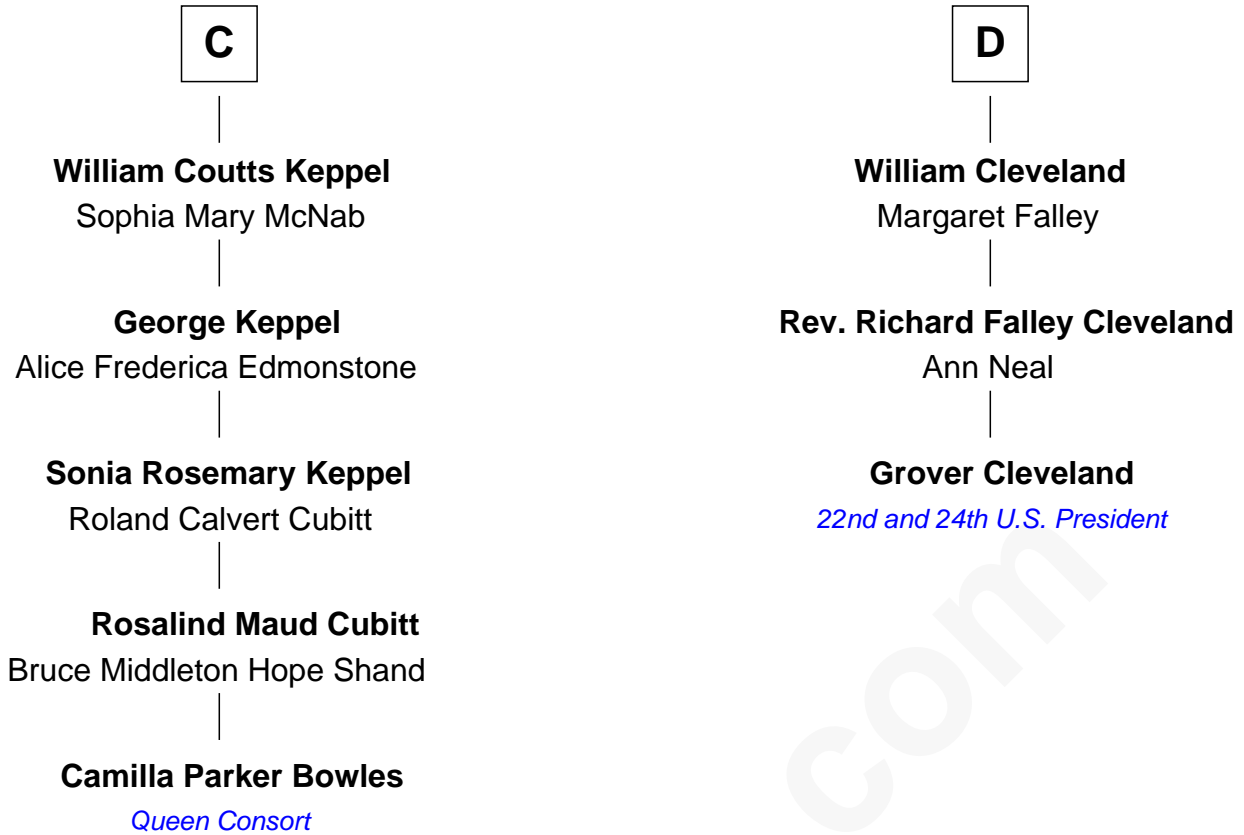 C
William Coutts Keppel
Sophia Mary McNab
George Keppel
Alice Frederica Edmonstone
Sonia Rosemary Keppel
Roland Calvert Cubitt
Rosalind Maud Cubitt
Bruce Middleton Hope Shand
Camilla Parker Bowles
Queen Consort
D
William Cleveland
Margaret Falley
Rev. Richard Falley Cleveland
Ann Neal
Grover Cleveland
22nd and 24th U.S. President
com